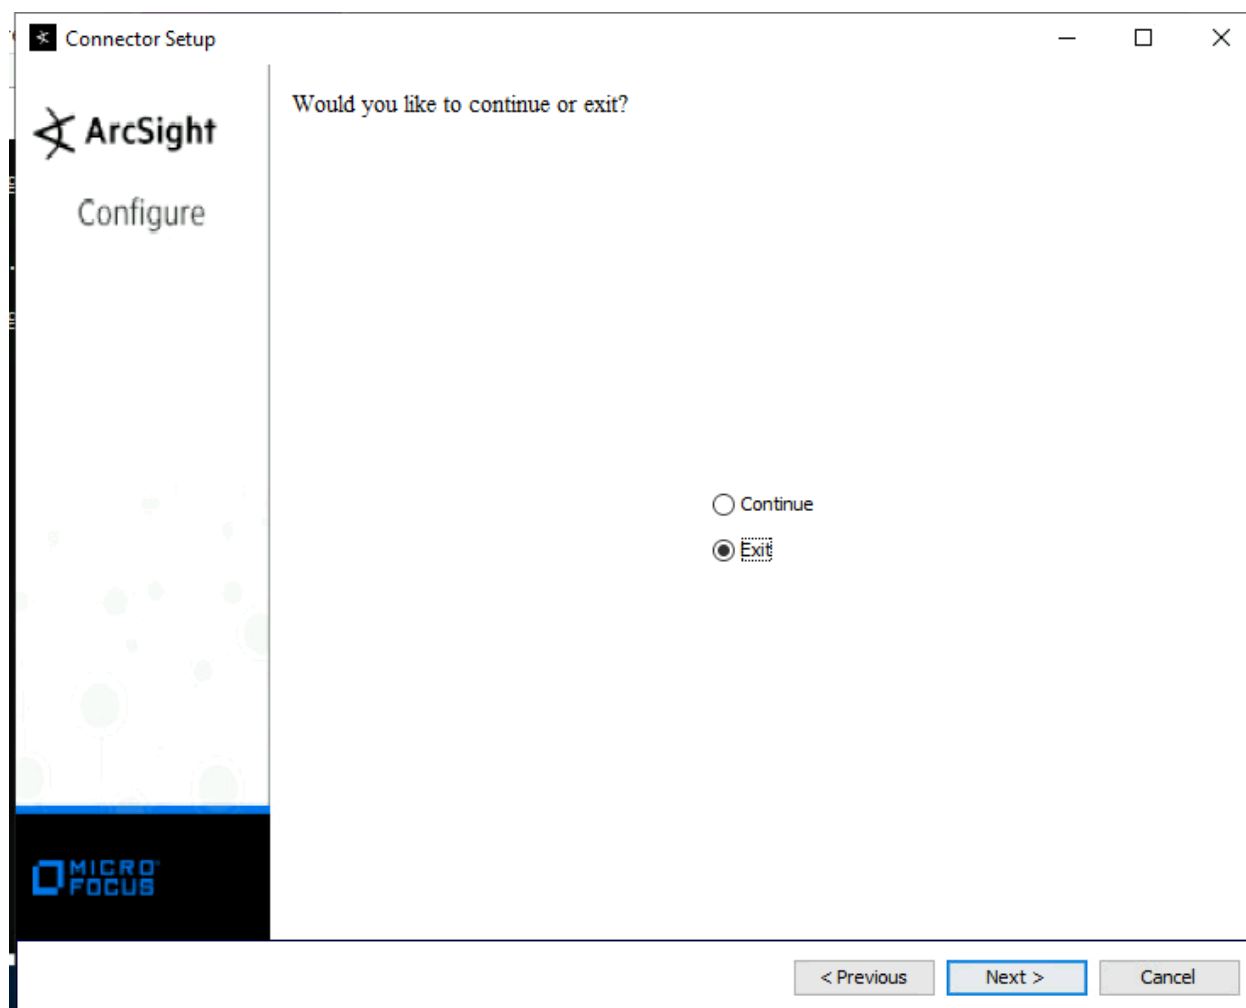 Connector Setup
ArcSight
Configure
Would you like to continue or exit?
Continue
Exit
MICRO
FOCUS
< Previous
Next >
Cancel